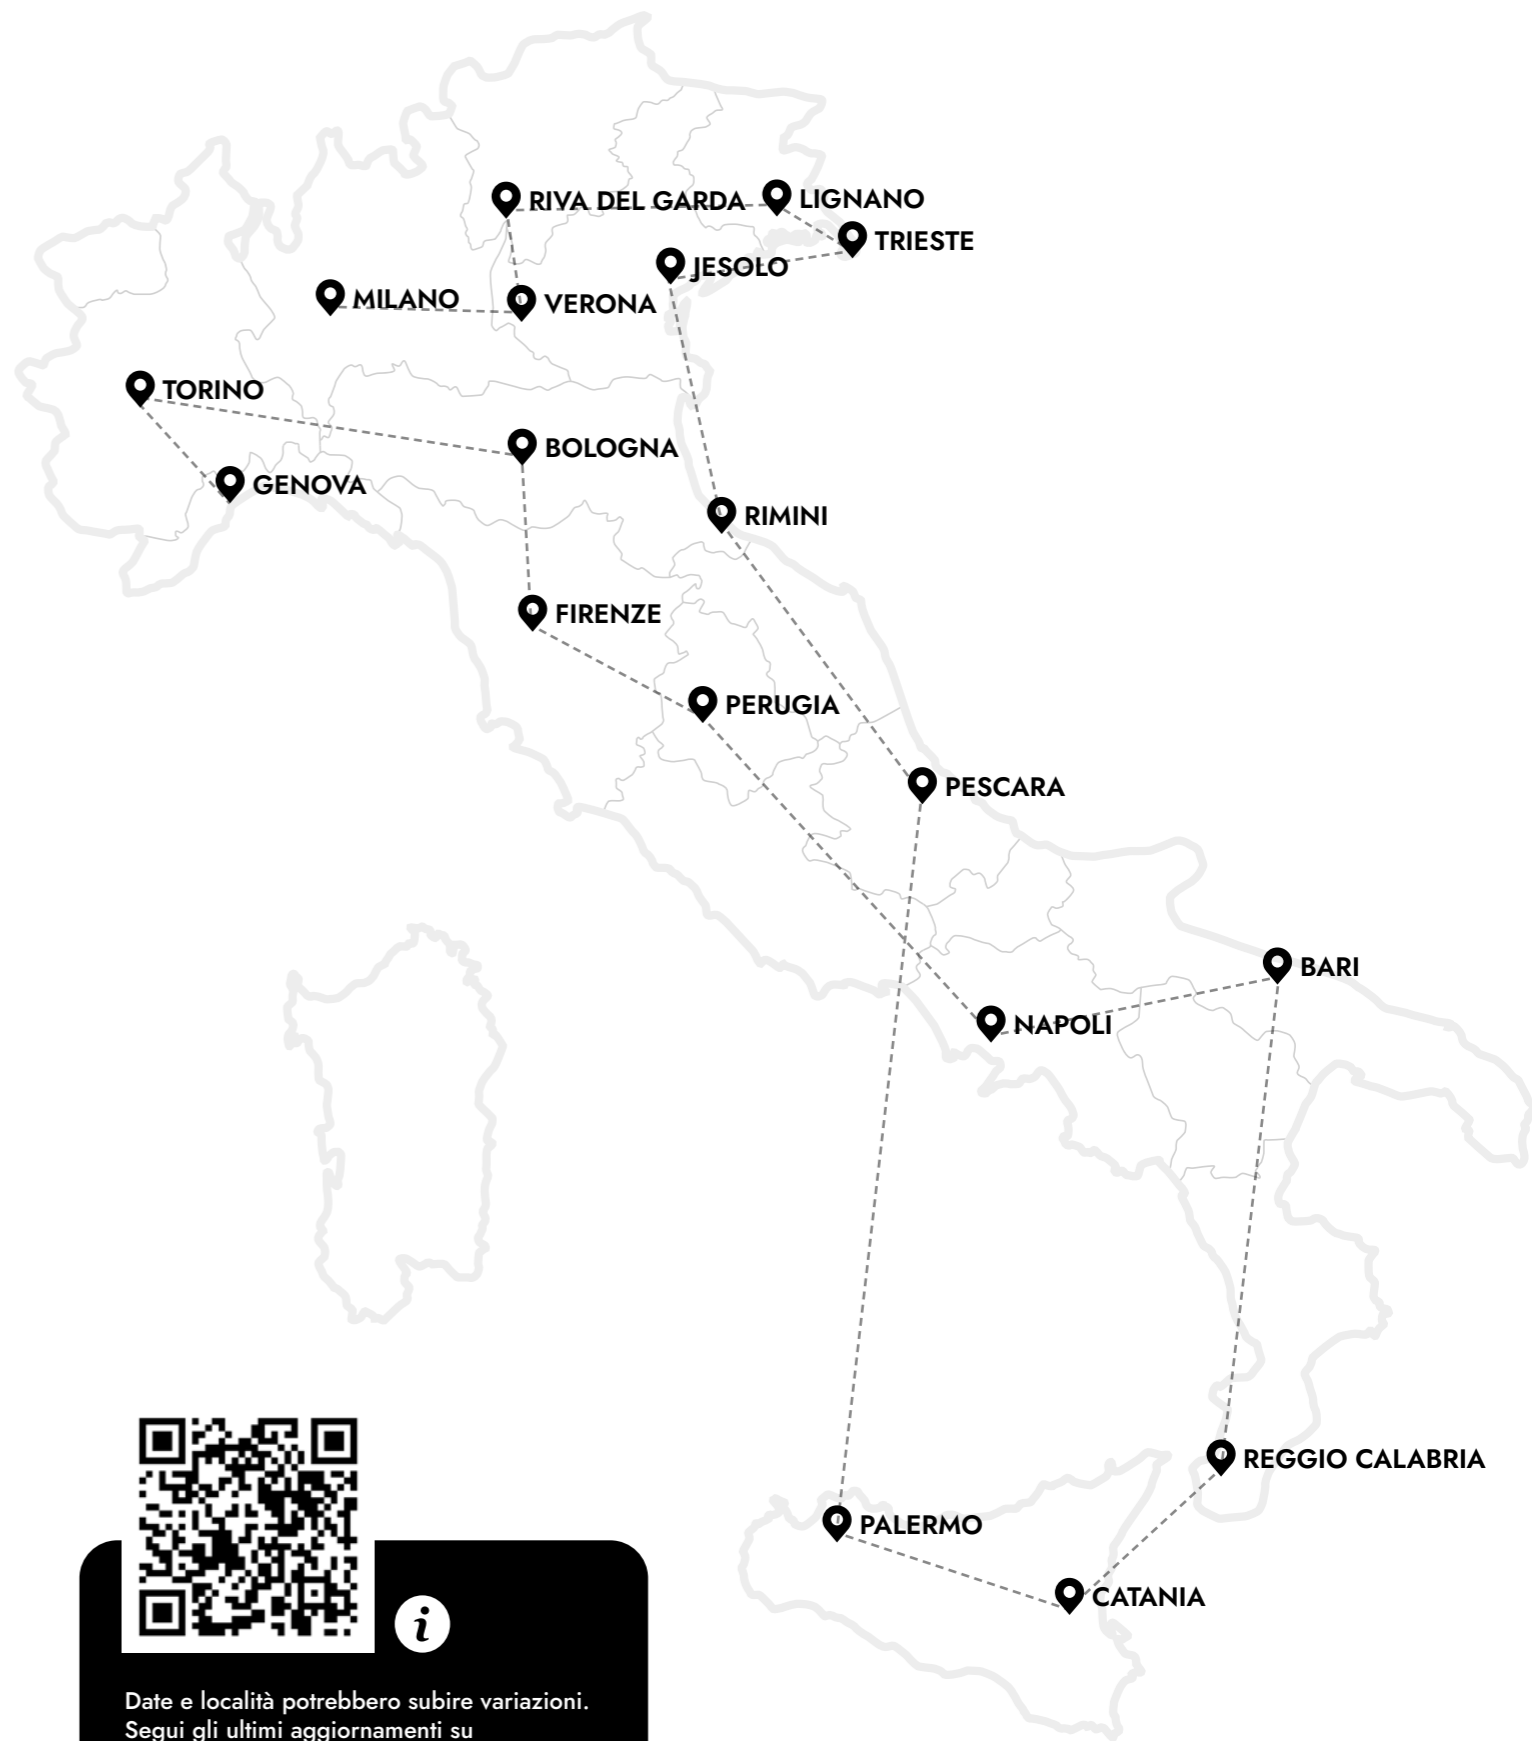 RIVA DEL GARDA
LIGNANO
TRIESTE
JESOLO
MILANO
VERONA
TORINO
BOLOGNA
GENOVA
RIMINI
FIRENZE
PERUGIA
PESCARA
BARI
NAPOLI
REGGIO CALABRIA
PALERMO
CATANIA
i
Date e località potrebbero subire variazioni.
Segui gli ultimi aggiornamenti su